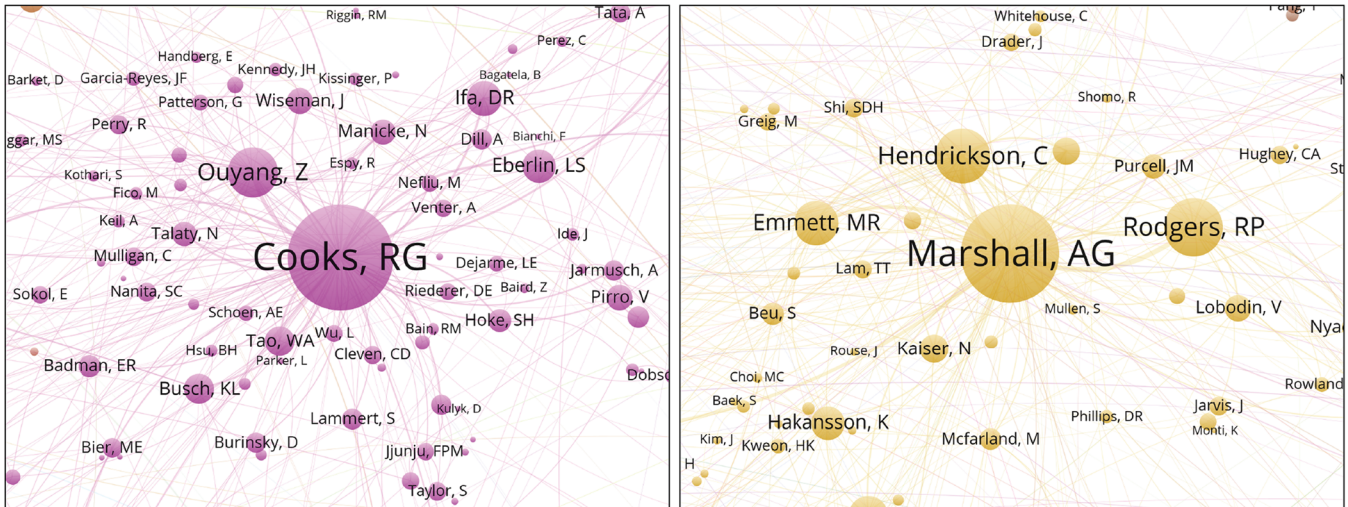 Riggin, RM
Tata, A
Perez, C
Handberg, E
Kennedy, JH
Kissinger, P
Bagatela, B
Barket, D
Garcia-Reyes, JF
Patterson, G
Wiseman, J
Ifa, DR
Perry, R
Manicke, N
Dill, A
Bianchi, F
ggar, MS
Espy, R
Eberlin, LS
Kothari, S
Ouyang, Z
Nefliu, M
Fico, M
Venter, A
Keil, A
Talaty, N
Ide, J
Mulligan, C
Cooks, RG
Dejarme, LE
Jarmusch, A
Sokol, E
Nanita, SC
Riederer, DE
Baird, Z
Pirro, V
Schoen, AE
Hoke, SH
Wu, L
Bain, RM
Tao, WA
Hsu, BH
Parker, L
Cleven, CD
Badman, ER
Busch, KL
Dobsc
Kulyk, D
Lammert, S
Bier, ME
Burinsky, D
Jjunju, FPM
Taylor, S
Whitehouse, C
Drader, J
Shomo, R
Shi, SDH
Greig, M
Hendrickson, C
Purcell, JM
Hughey, CA
St
Emmett, MR
Rodgers, RP
Marshall, AG
Lam, TT
Beu, S
Mullen, S
Lobodin, V
Nya
Rouse, J
Kaiser, N
Choi, MC
Rowland
Baek, S
Hakansson, K
Phillips, DR
Jarvis, J
Monti, K
Kim, J
Kweon, HK
Mcfarland, M
H